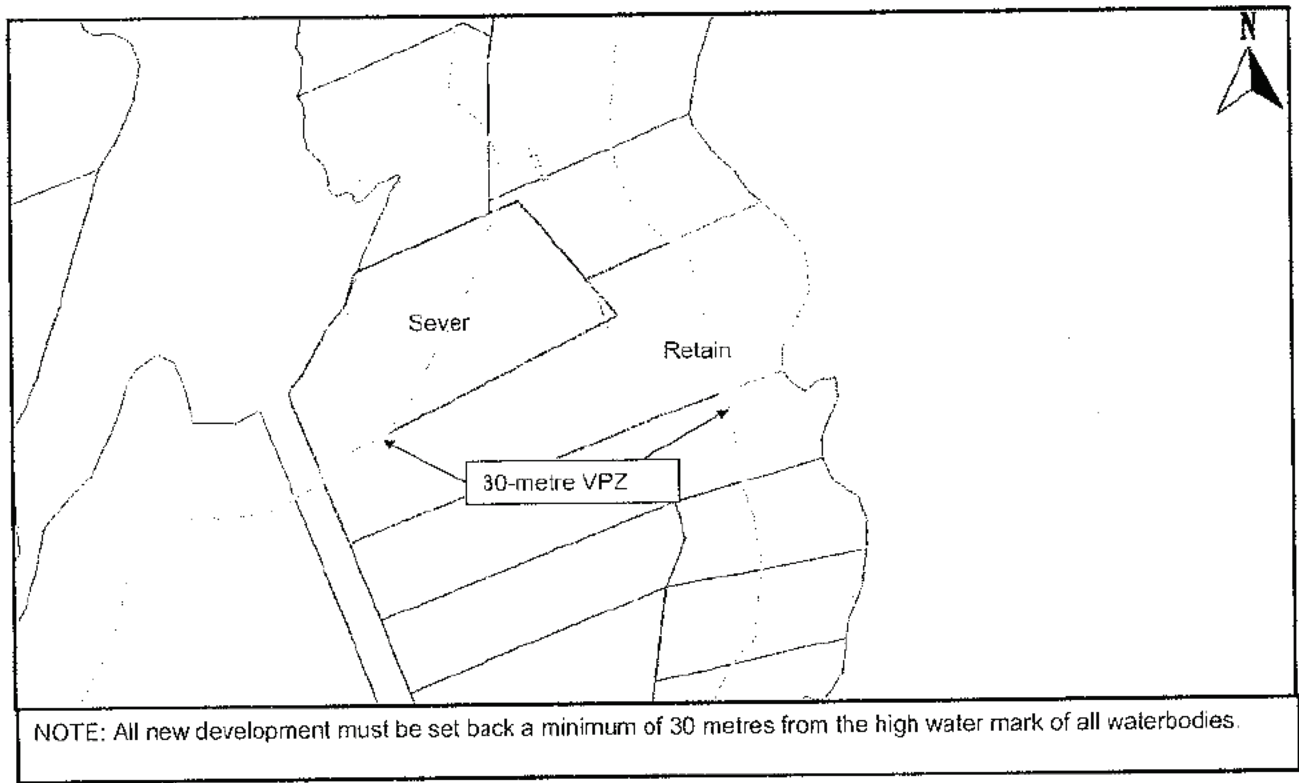 N
Sever
Retain
30-metre VPZ
NOTE: All new development must be set back a minimum of 30 metres from the high water mark of all waterbodies.